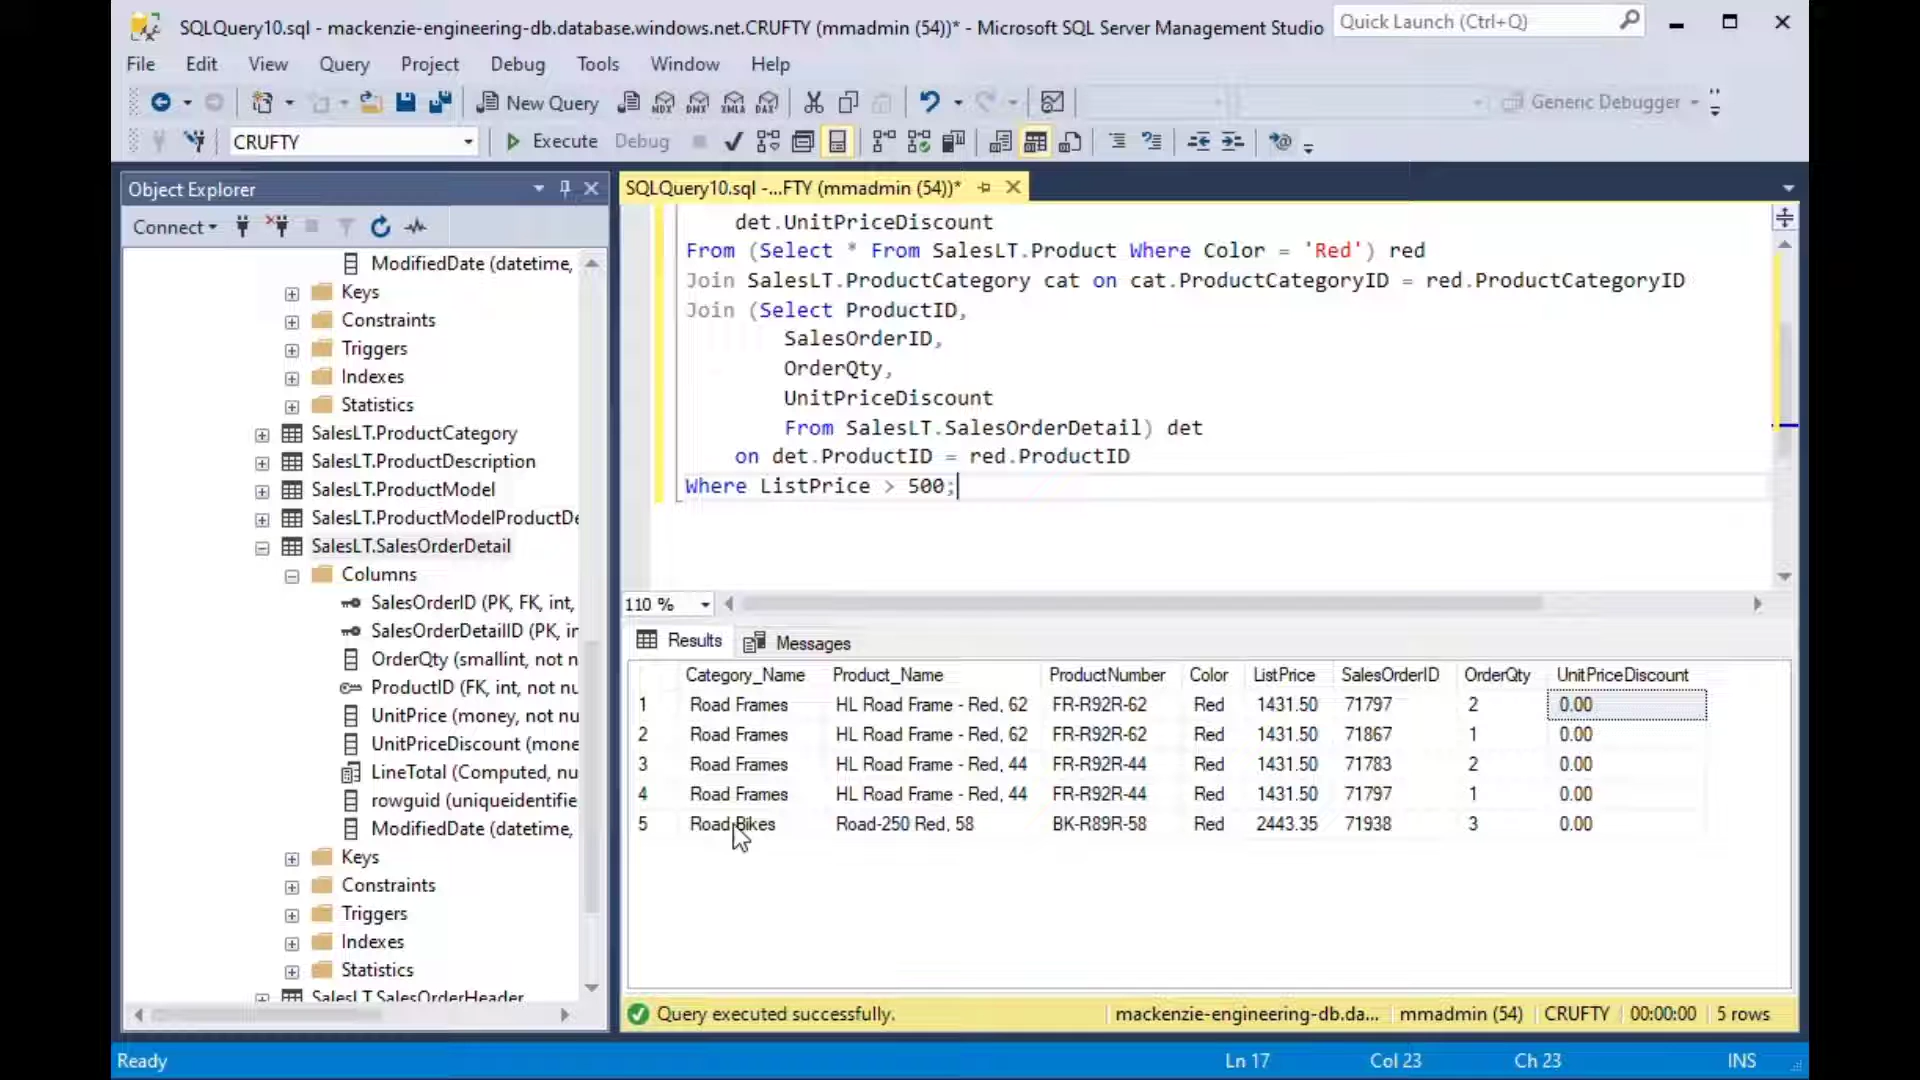 SQLQuery10.sql - mackenzie-engineering-db.database.windows.net.CRUFTY (mmadmin (54))* - Microsoft SQL Server Management Studio
Quick Launch (Ctrl+Q)
File Edit View Query Project Debug Tools Window Help
New Query MDX DMX XMLA DAX Generic Debugger
CRUFTY Execute Debug
Object Explorer
Connect
ModifiedDate (datetime,
Keys
Constraints
Triggers
Indexes
Statistics
SalesLT.ProductCategory
SalesLT.ProductDescription
SalesLT.ProductModel
SalesLT.ProductModelProductDe
SalesLT.SalesOrderDetail
Columns
SalesOrderID (PK, FK, int,
SalesOrderDetailID (PK, in
OrderQty (smallint, not n
ProductID (FK, int, not nu
UnitPrice (money, not nu
UnitPriceDiscount (mone
LineTotal (Computed, nu
rowguid (uniqueidentifie
ModifiedDate (datetime,
Keys
Constraints
Triggers
Indexes
Statistics
SalesLT.SalesOrderHeader
SQLQuery10.sql -...FTY (mmadmin (54))*
det.UnitPriceDiscount
From (Select * From SalesLT.Product Where Color = 'Red') red
Join SalesLT.ProductCategory cat on cat.ProductCategoryID = red.ProductCategoryID
Join (Select ProductID,
SalesOrderID,
OrderQty,
UnitPriceDiscount
From SalesLT.SalesOrderDetail) det
on det.ProductID = red.ProductID
Where ListPrice > 500;
110 %
Results Messages
Category_Name Product_Name ProductNumber Color ListPrice SalesOrderID OrderQty UnitPriceDiscount
1 Road Frames HL Road Frame - Red, 62 FR-R92R-62 Red 1431.50 71797 2 0.00
2 Road Frames HL Road Frame - Red, 62 FR-R92R-62 Red 1431.50 71867 1 0.00
3 Road Frames HL Road Frame - Red, 44 FR-R92R-44 Red 1431.50 71783 2 0.00
4 Road Frames HL Road Frame - Red, 44 FR-R92R-44 Red 1431.50 71797 1 0.00
5 Road Bikes Road-250 Red, 58 BK-R89R-58 Red 2443.35 71938 3 0.00
Query executed successfully. mackenzie-engineering-db.da... mmadmin (54) CRUFTY 00:00:00 5 rows
Ready Ln 17 Col 23 Ch 23 INS